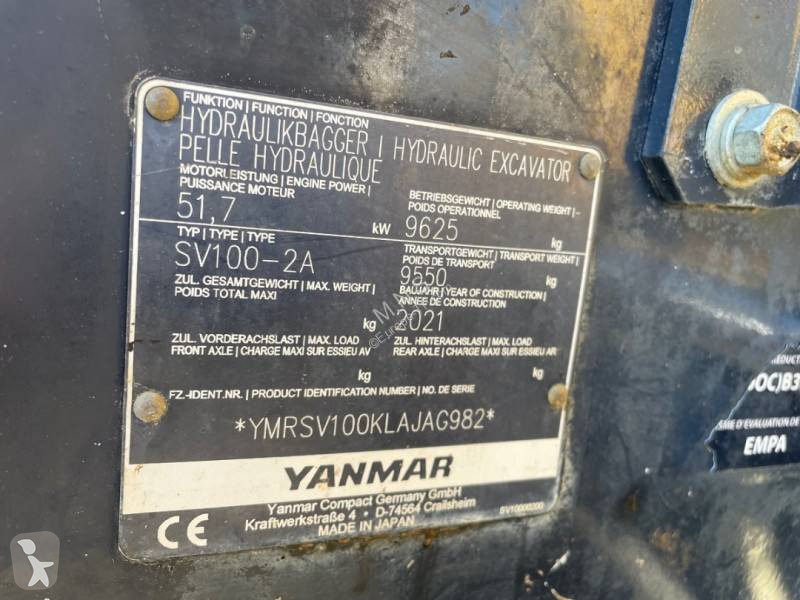 FUNKTION | FUNCTION | FONCTION
HYDRAULIKBAGGER | HYDRAULIC EXCAVATOR
PELLE HYDRAULIQUE
MOTORLEISTUNG | ENGINE POWER |
PUISSANCE MOTEUR
51,7 kW
BETRIEBSGEWICHT | OPERATING WEIGHT | -
POIDS OPERATIONNEL
9625 kg
TYP | TYPE | TYPE
SV100-2A
TRANSPORTGEWICHT | TRANSPORT WEIGHT |
POIDS DE TRANSPORT
9550 kg
ZUL. GESAMTGEWICHT | MAX. WEIGHT |
POIDS TOTAL MAXI
kg
BAUJAHR | YEAR OF CONSTRUCTION |
ANNEE DE CONSTRUCTION
2021
ZUL. VORDERACHSLAST | MAX. LOAD
FRONT AXLE | CHARGE MAXI SUR ESSIEU AV
kg
ZUL. HINTERACHSLAST | MAX. LOAD
REAR AXLE | CHARGE MAXI SUR ESSIEU AR
kg
FZ.-IDENT.NR. | PRODUCT IDENTIFICATION NUMBER | NO. DE SERIE
*YMRSV100KLAJAG982*
YANMAR
Yanmar Compact Germany GmbH
Kraftwerkstraße 4 • D-74564 Crailsheim
MADE IN JAPAN
CE
OC)B3
D'EVALUATION DE
EMPA